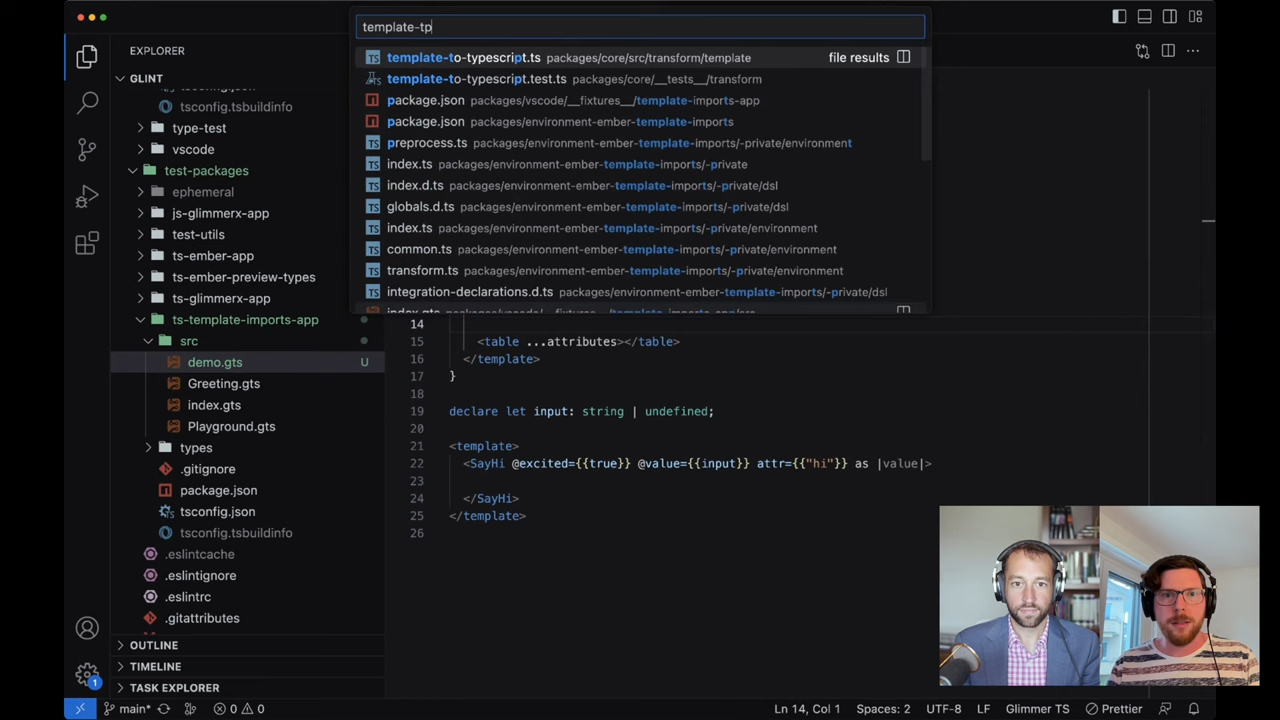 template-tp
EXPLORER
template-to-typescript.ts packages/core/src/transform/template file results
GLINT
template-to-typescript.test.ts packages/core/__tests__/transform
tsconfig.tsbuildinfo
package.json packages/vscode/__fixtures__/template-imports-app
type-test
package.json packages/environment-ember-template-imports
vscode
preprocess.ts packages/environment-ember-template-imports/-private/environment
test-packages
index.ts packages/environment-ember-template-imports/-private
ephemeral
index.d.ts packages/environment-ember-template-imports/-private/dsl
js-glimmerx-app
globals.d.ts packages/environment-ember-template-imports/-private/dsl
test-utils
index.ts packages/environment-ember-template-imports/-private/environment
ts-ember-app
common.ts packages/environment-ember-template-imports/-private/environment
ts-ember-preview-types
transform.ts packages/environment-ember-template-imports/-private/environment
ts-glimmerx-app
integration-declarations.d.ts packages/environment-ember-template-imports/-private/dsl
ts-template-imports-app
index.gts packages/vscode/__fixtures__/template-imports-app/src
14
src
15 <table ...attributes></table>
demo.gts U
16 </template>
Greeting.gts
17 }
index.gts
18
19 declare let input: string | undefined;
Playground.gts
20
types
21 <template>
.gitignore
22 <SayHi @excited={{true}} @value={{input}} attr={{"hi"}} as |value|>
package.json
23
24 </SayHi>
tsconfig.json
25 </template>
tsconfig.tsbuildinfo
26
.eslintcache
.eslintignore
.eslintrc
.gitattributes
OUTLINE
TIMELINE
1
TASK EXPLORER
main* 0 0 Ln 14, Col 1 Spaces: 2 UTF-8 LF Glimmer TS Prettier